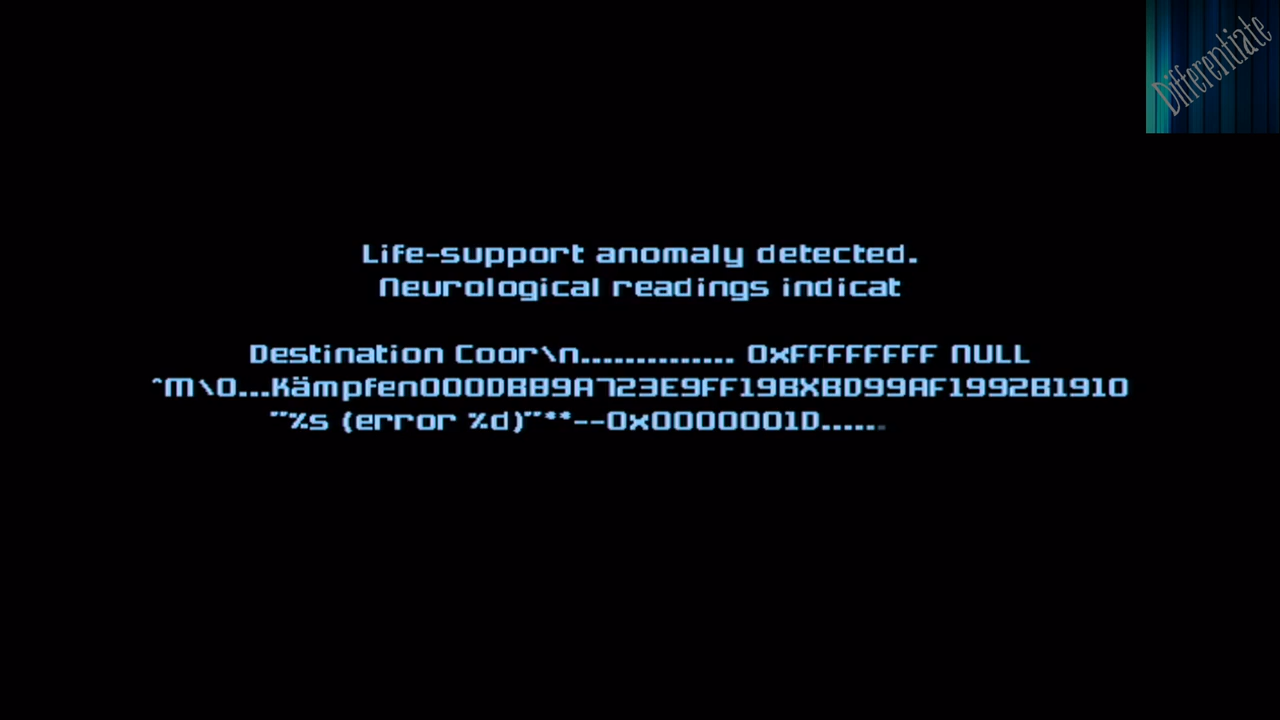 Differentiate
Life-support anomaly detected.
Neurological readings indicat
Destination Coor\n.............. 0xFFFFFFFF NULL
^M\0...Kämpfen000DBB9A723E9FF19BXBD99AF1992B1910
"%s (error %d)"**--0x0000001D......